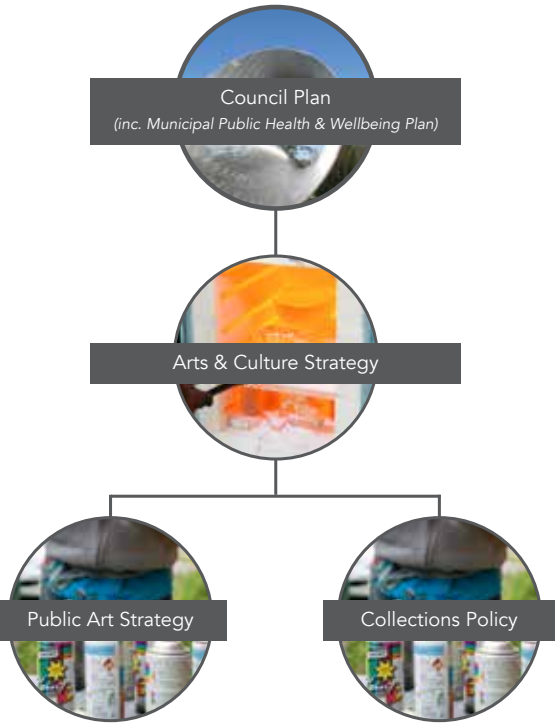 Council Plan
(inc. Municipal Public Health & Wellbeing Plan)
Arts & Culture Strategy
Public Art Strategy
Collections Policy